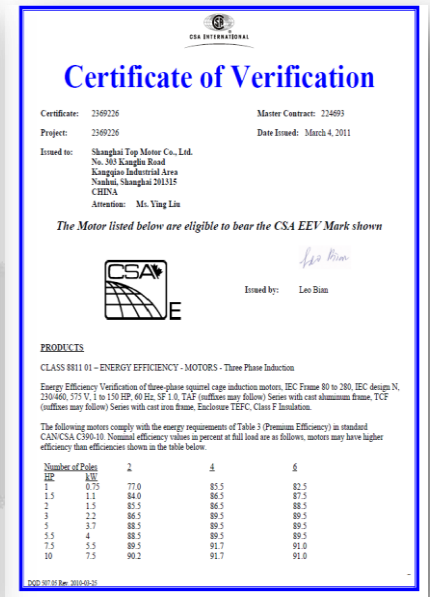 CSA INTERNATIONAL
Certificate of Verification
Certificate: 2369226 Master Contract: 224693
Project: 2369226 Date Issued: March 4, 2011
Issued to: Shanghai Top Motor Co., Ltd.
No. 303 Kangliu Road
Kangqiao Industrial Area
Nanhui, Shanghai 201315
CHINA
Attention: Ms. Ying Liu
The Motor listed below are eligible to bear the CSA EEV Mark shown
Leo Bian
CSA
E
Issued by: Leo Bian
PRODUCTS
CLASS 8811 01 – ENERGY EFFICIENCY - MOTORS - Three Phase Induction
Energy Efficiency Verification of three-phase squirrel cage induction motors, IEC Frame 80 to 280, IEC design N,
230/460, 575 V, 1 to 150 HP, 60 Hz, SF 1.0, TAF (suffixes may follow) Series with cast aluminum frame, TCF
(suffixes may follow) Series with cast iron frame, Enclosure TEFC, Class F Insulation.
The following motors comply with the energy requirements of Table 3 (Premium Efficiency) in standard
CAN/CSA C390-10. Nominal efficiency values in percent at full load are as follows, motors may have higher
efficiency than efficiencies shown in the table below.
Number of Poles 2 4 6
HP kW
1 0.75 77.0 85.5 82.5
1.5 1.1 84.0 86.5 87.5
2 1.5 85.5 86.5 88.5
3 2.2 86.5 89.5 89.5
5 3.7 88.5 89.5 89.5
5.5 4 88.5 89.5 89.5
7.5 5.5 89.5 91.7 91.0
10 7.5 90.2 91.7 91.0
DQD 507.05 Rev. 2010-03-25